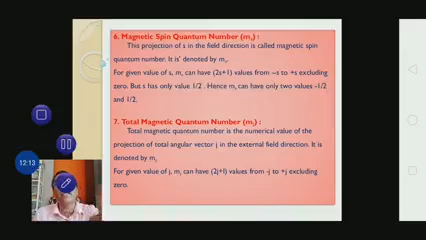 6. Magnetic Spin Quantum Number (ms) :
This projection of s in the field direction is called magnetic spin
quantum number. It is' denoted by ms.
For given value of s, ms can have (2s+1) values from –s to +s excluding
zero. But s has only value 1/2 . Hence ms can have only two values -1/2
and 1/2.
7. Total Magnetic Quantum Number (mj) :
Total magnetic quantum number is the numerical value of the
projection of total angular vector j in the external field direction. It is
denoted by mj.
For given value of j, mj can have (2j+l) values from -j to +j excluding
zero.
12:13